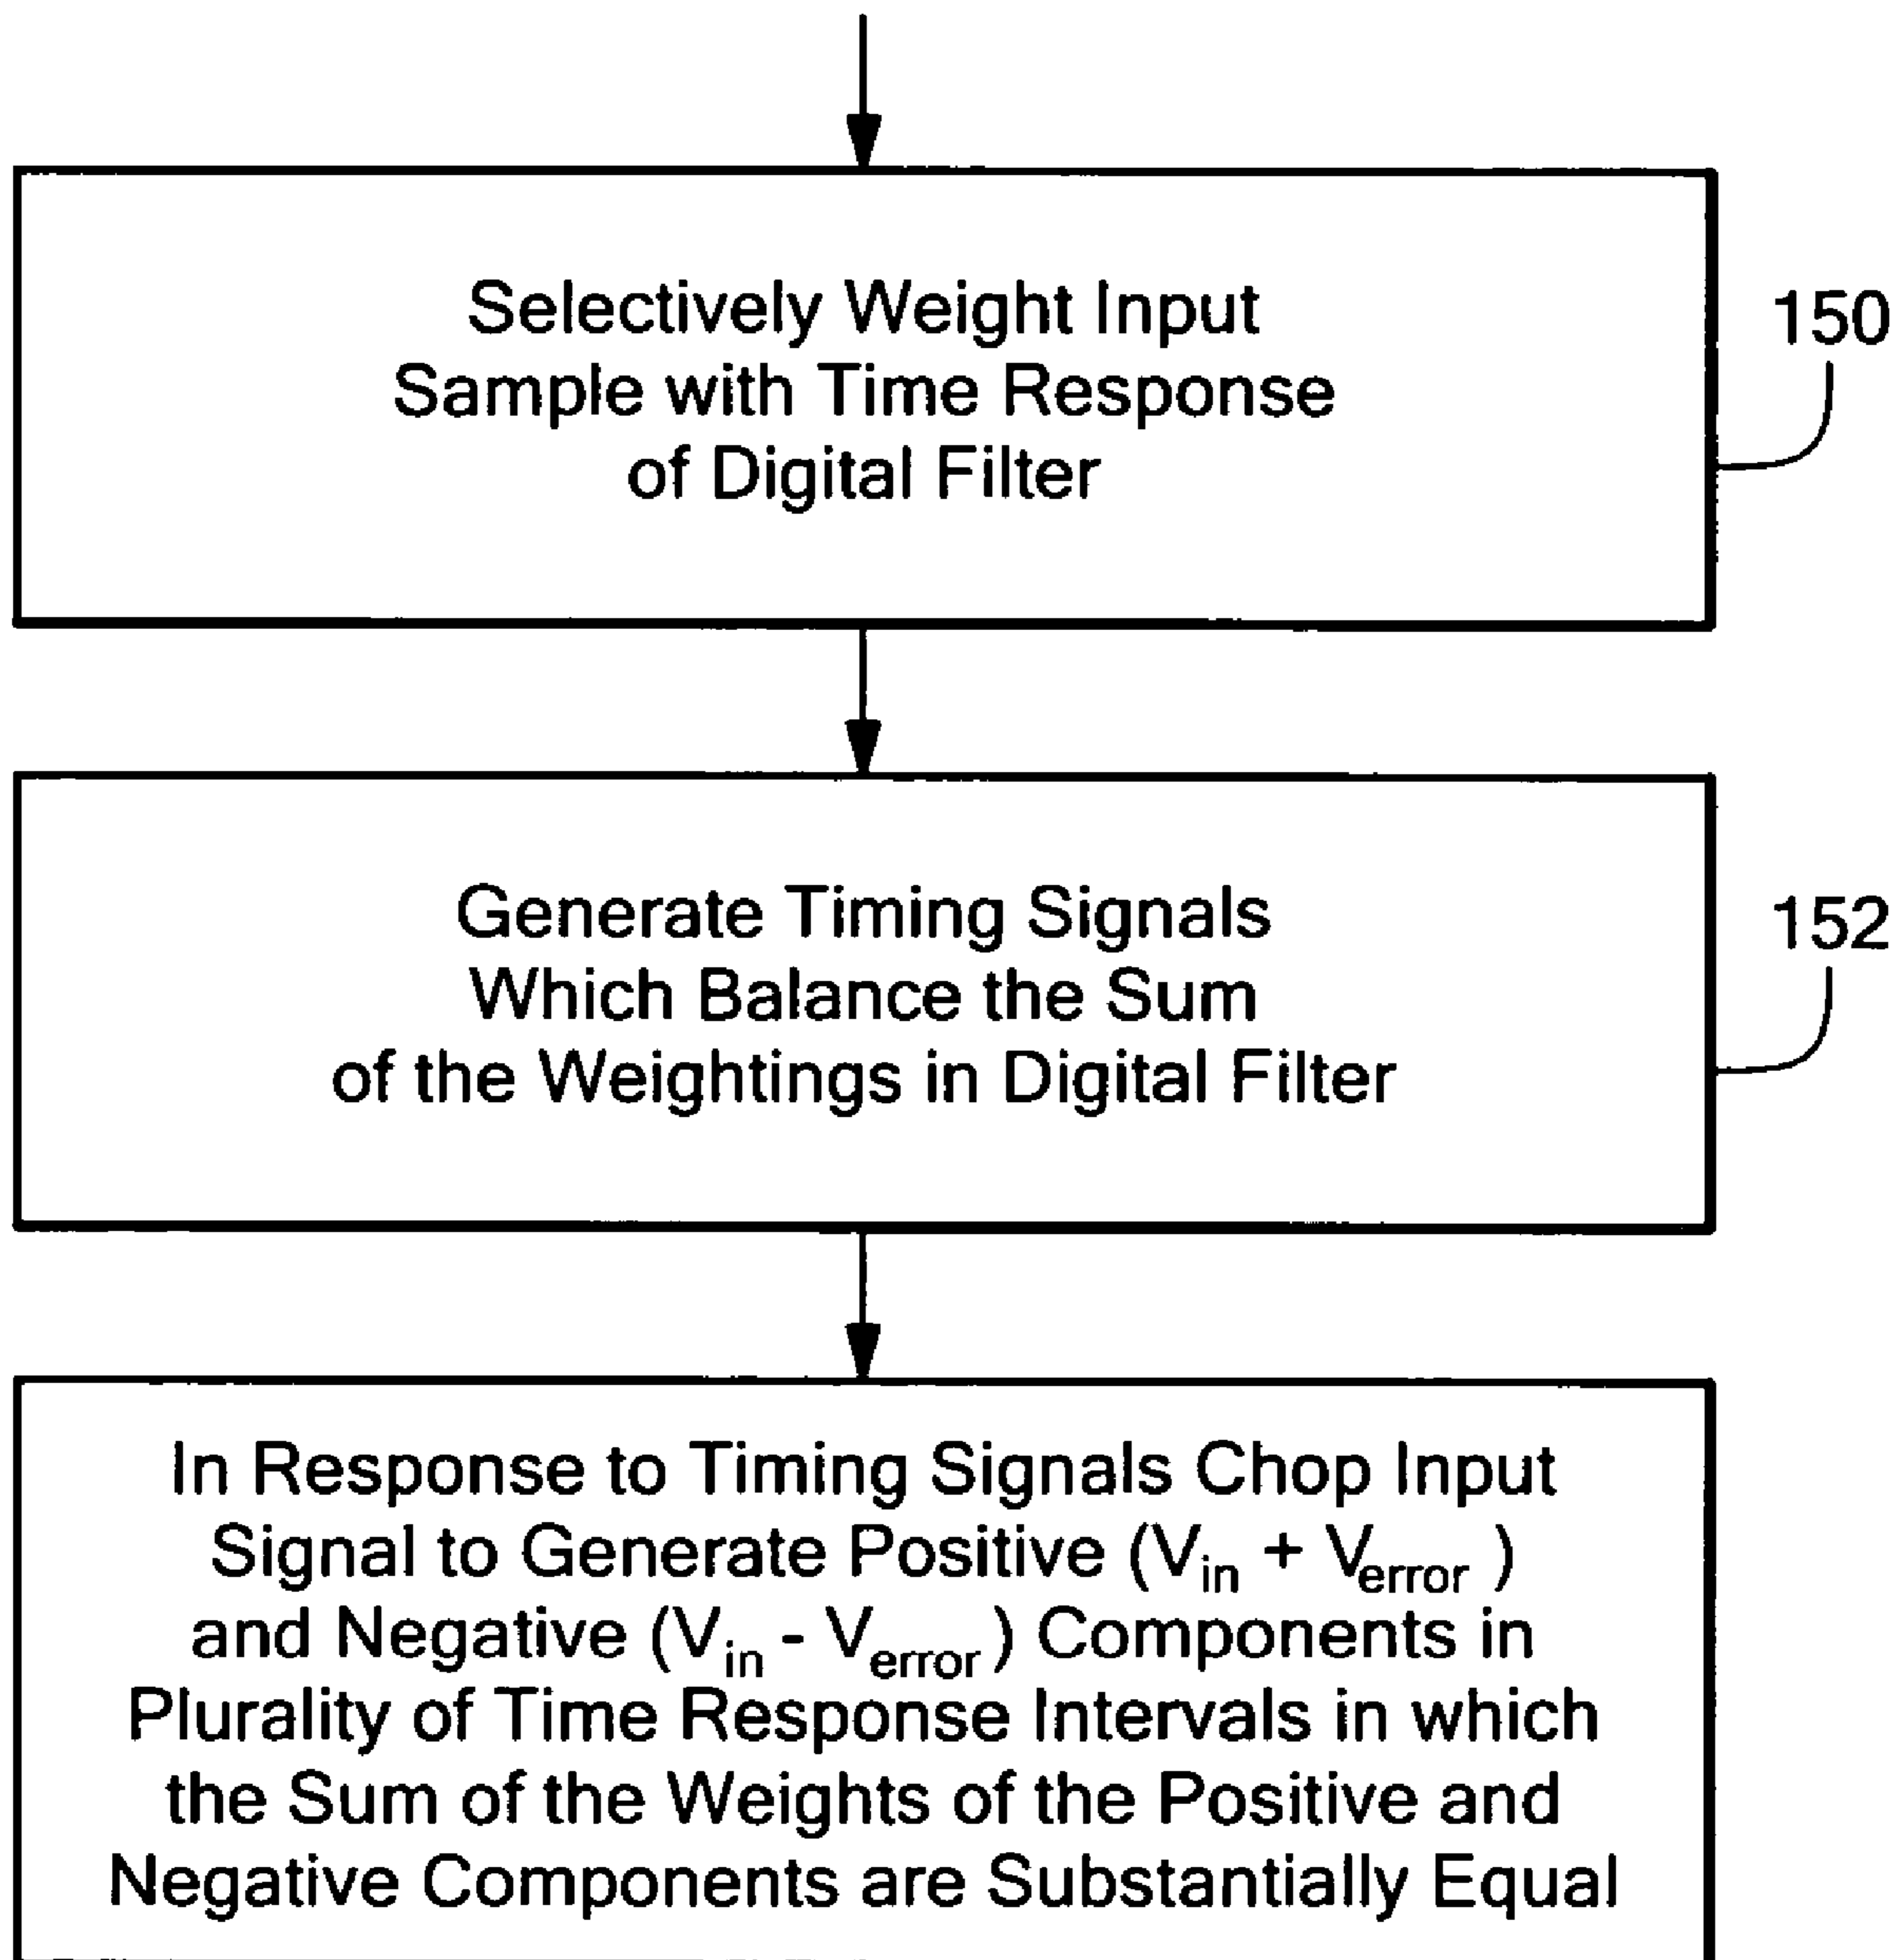 Selectively Weight Input
Sample with Time Response
of Digital Filter
150
Generate Timing Signals
Which Balance the Sum
of the Weightings in Digital Filter
152
In Response to Timing Signals Chop Input
Signal to Generate Positive (Vin + Verror )
and Negative (Vin - Verror ) Components in
Plurality of Time Response Intervals in which
the Sum of the Weights of the Positive and
Negative Components are Substantially Equal